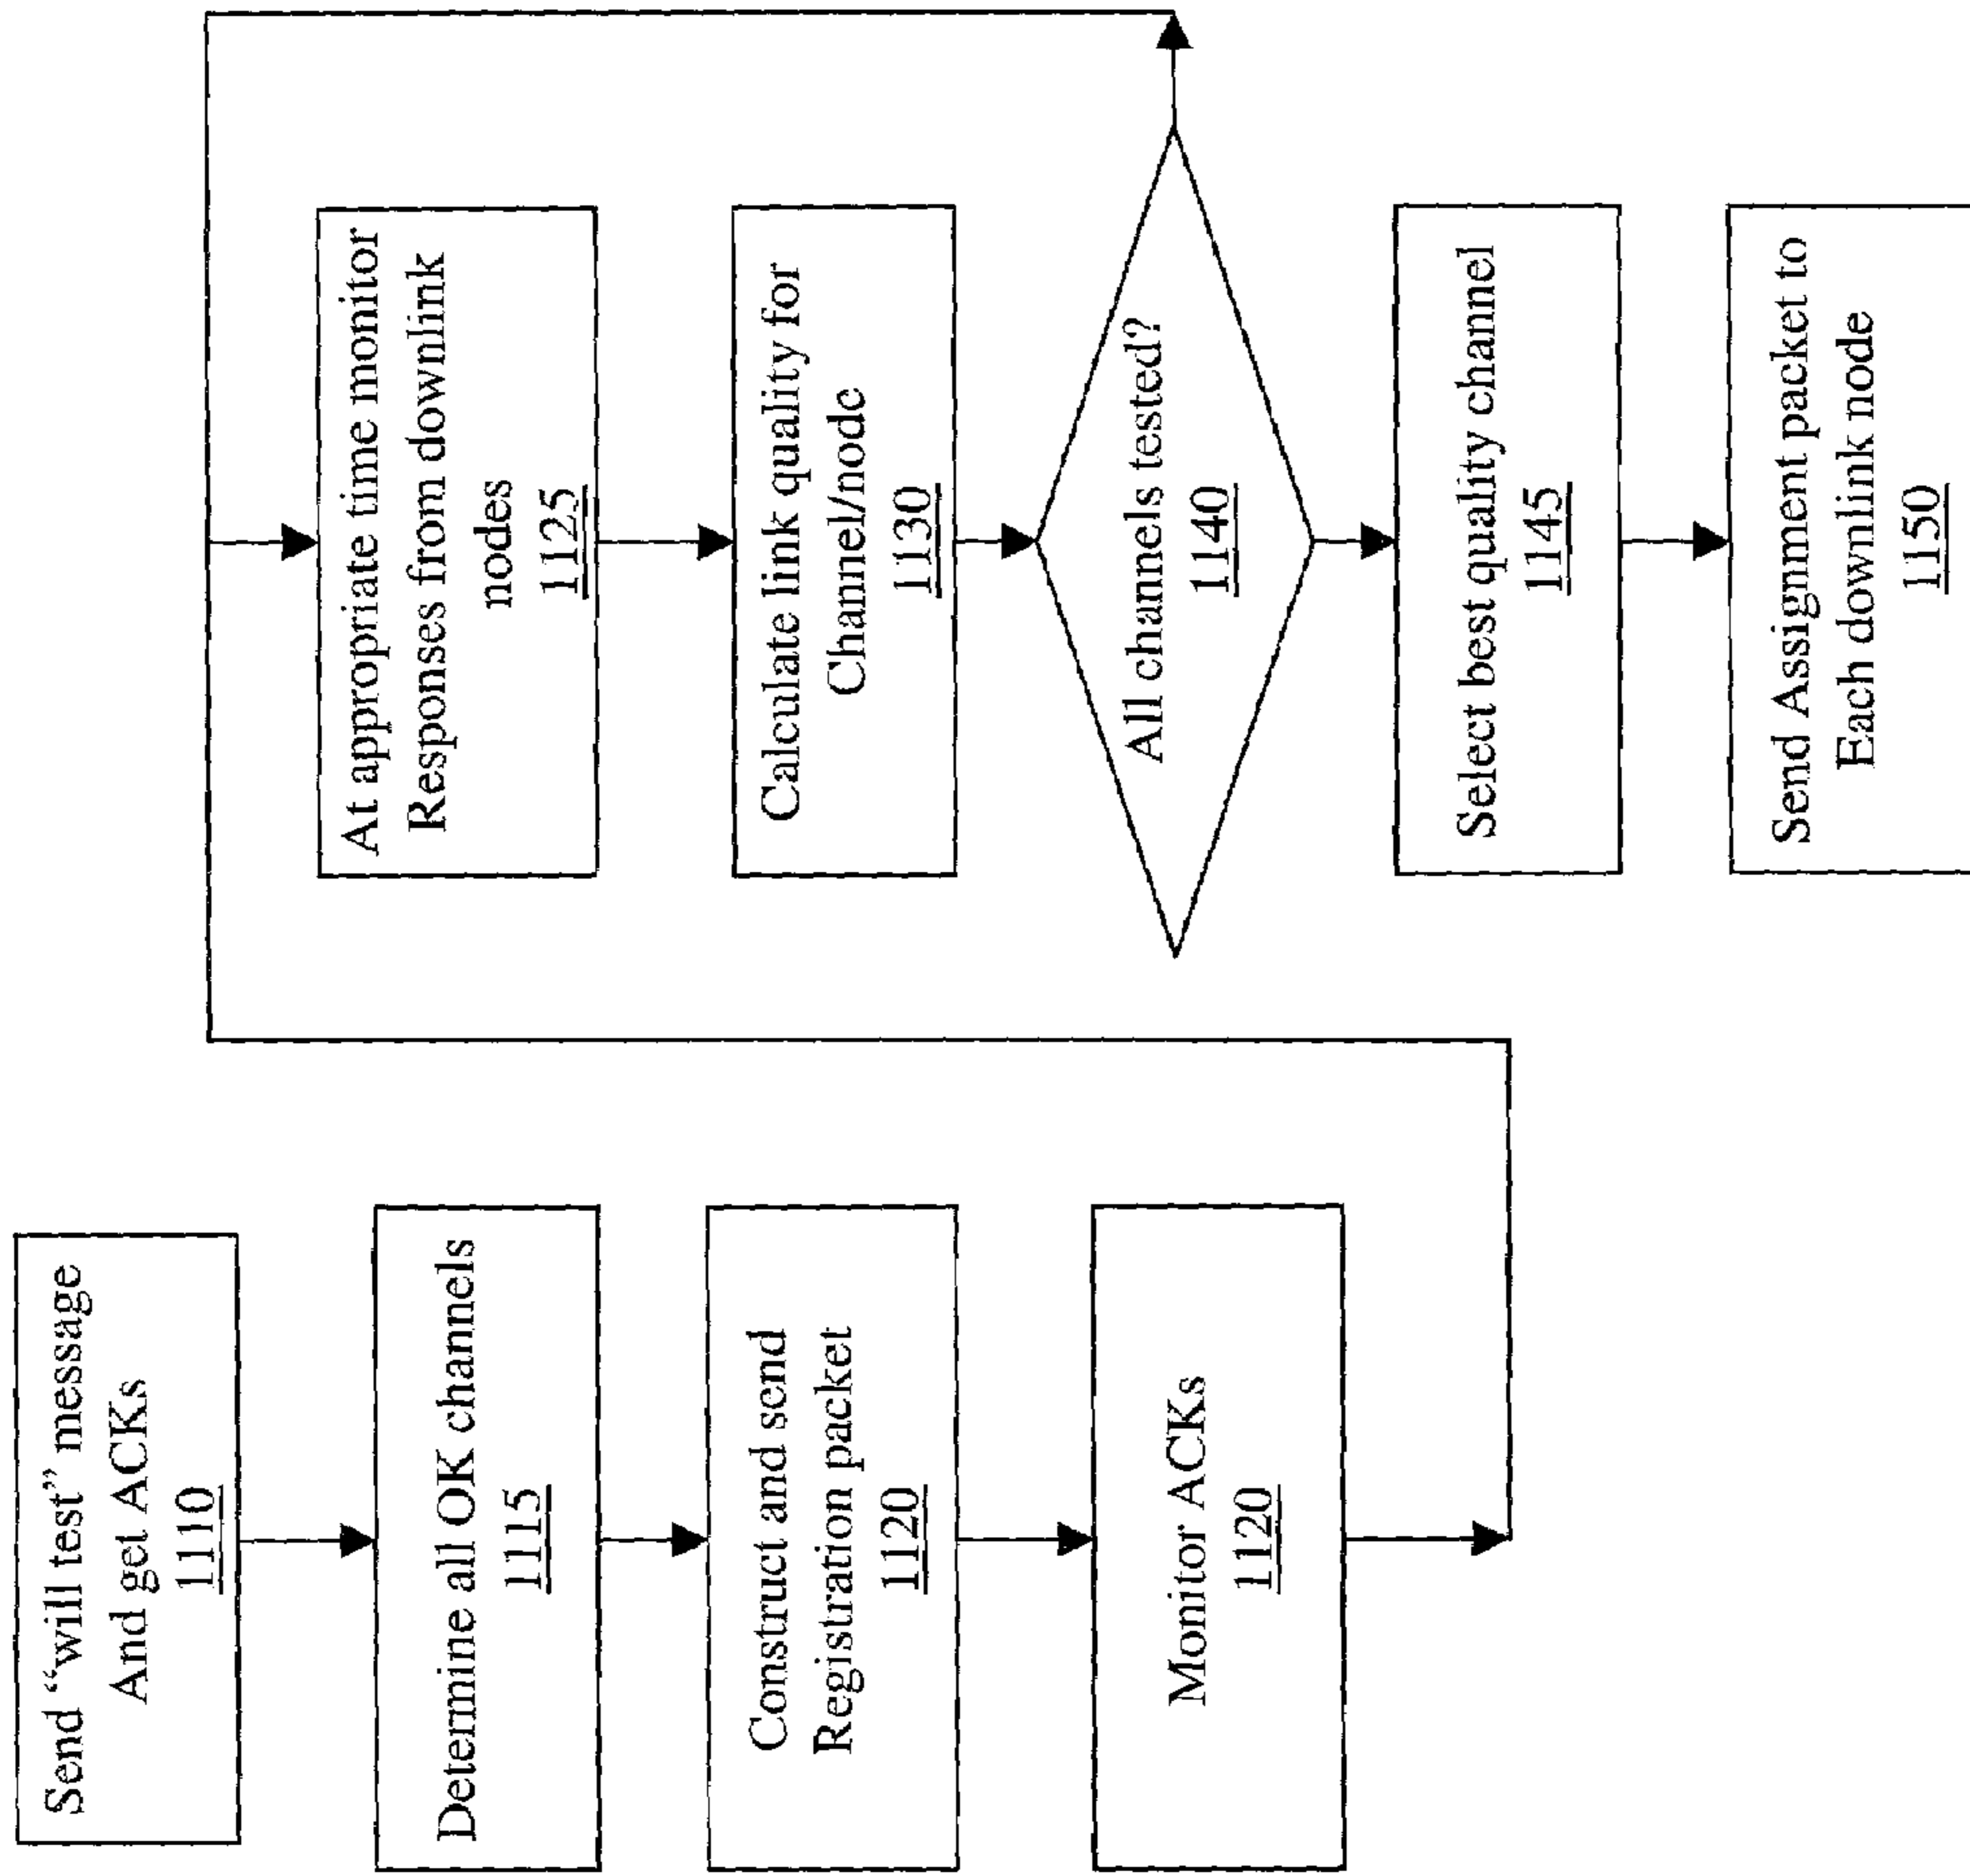 Send “will test” message
And get ACKs
1110
Determine all OK channels
1115
Construct and send
Registration packet
1120
Monitor ACKs
1120
At appropriate time monitor
Responses from downlink
nodes
1125
Calculate link quality for
Channel/node
1130
All channels tested?
1140
Select best quality channel
1145
Send Assignment packet to
Each downlink node
1150